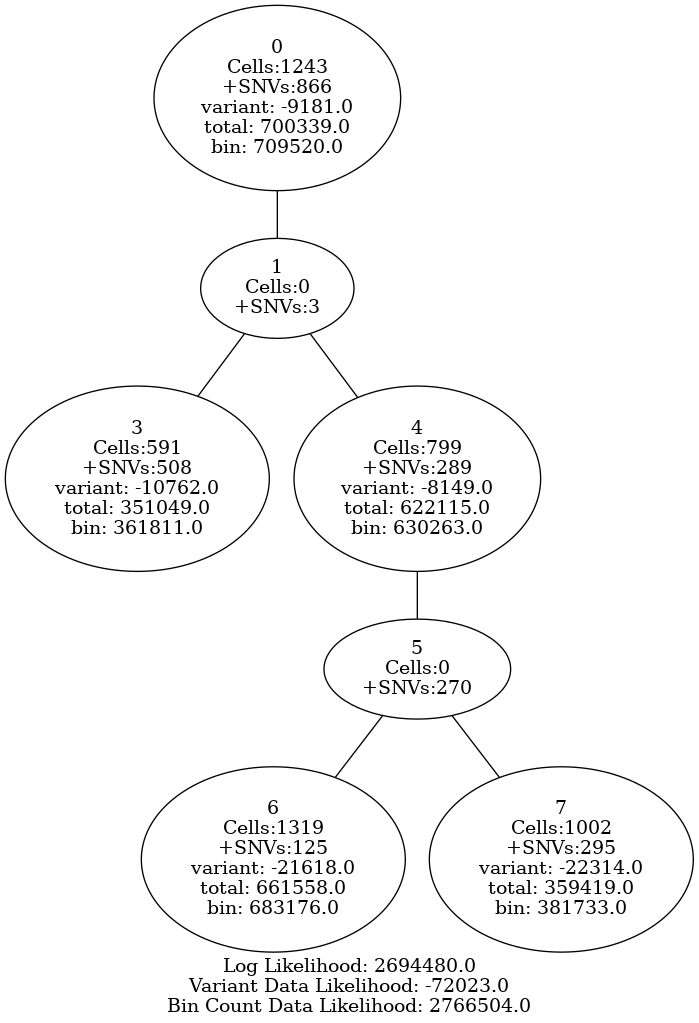 0
Cells:1243
+SNVs:866
variant: -9181.0
total: 700339.0
bin: 709520.0
1
Cells:0
+SNVs:3
3
Cells:591
+SNVs:508
variant: -10762.0
total: 351049.0
bin: 361811.0
4
Cells:799
+SNVs:289
variant: -8149.0
total: 622115.0
bin: 630263.0
5
Cells:0
+SNVs:270
6
Cells:1319
+SNVs:125
variant: -21618.0
total: 661558.0
bin: 683176.0
7
Cells:1002
+SNVs:295
variant: -22314.0
total: 359419.0
bin: 381733.0
Log Likelihood: 2694480.0
Variant Data Likelihood: -72023.0
Bin Count Data Likelihood: 2766504.0